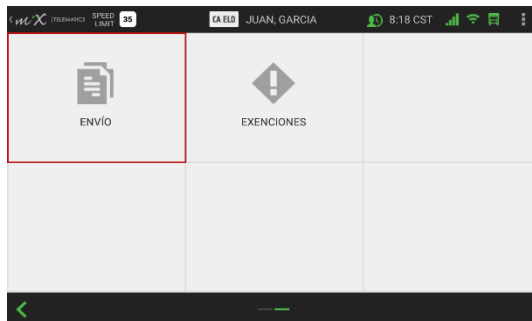 mix TELEMATICS SPEED LIMIT 35 CA ELD JUAN, GARCIA 8:18 CST
ENVÍO EXENCIONES